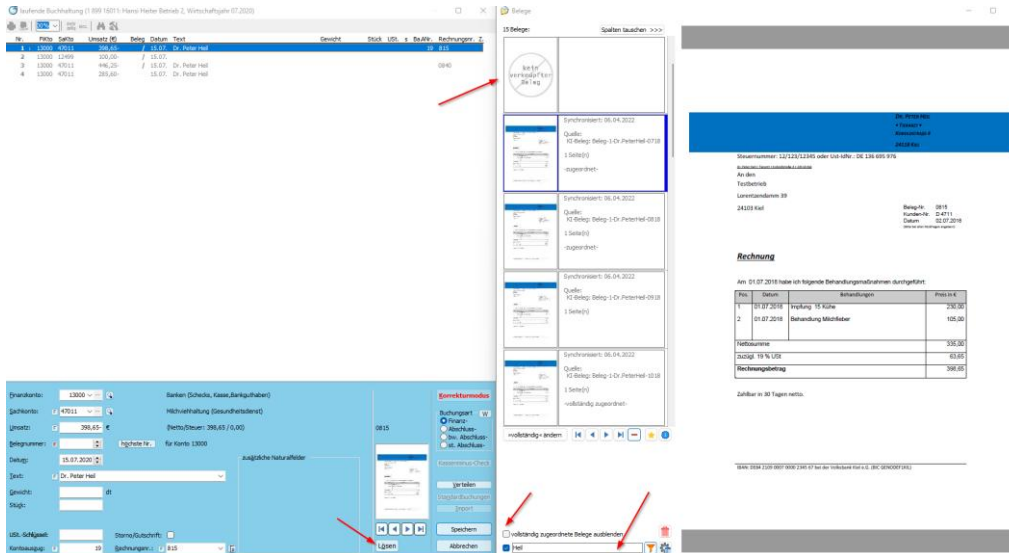 laufende Buchhaltung (1 899 16011- Hansi Meiter Betrieb 2, Wirtschaftsjahr 07.2020)
Nr. FiKto SaKto Umsatz (€) Beleg Datum Text Gewicht Stück USt. s Ba.ANr. Rechnungsnr. Z.
1 13000 47011 398,65- / 15.07. Dr. Peter Heil 19 815
2 13000 12499 100,00- / 15.07.
3 13000 47011 446,25- / 15.07. Dr. Peter Heil 0840
4 13000 47011 285,60- 15.07. Dr. Peter Heil
Finanzkonto: 13000 Banken (Schecks, Kasse,Bankguthaben)
Sachkonto: 47011 Milchviehhaltung (Gesundheitsdienst)
Umsatz: 398,65- € (Netto/Steuer: 398,65 / 0,00)
Belegnummer: höchste Nr. für Konto 13000
Datum: 15.07.2020 zusätzliche Naturalfelder
Text: Dr. Peter Heil
Gewicht: dt
Stück:
USt.-Schlüssel: Storno/Gutschrift:
Kontoauszug: 19 Rechnungsnr.: 815
0815
Lösen
Korrekturmodus
Buchungsart W
Finanz-
Abschluss-
bw. Abschluss-
st. Abschluss-
Kassenminus-Check
Verteilen
Import
Speichern
Abbrechen
Belege
15 Belege: Spalten tauschen >>>
kein
verknüpfter
Beleg
Synchronisiert: 06.04.2022
Quelle:
KI-Beleg: Beleg-1-Dr.PeterHeil-0718
1 Seite(n)
-zugeordnet-
Synchronisiert: 06.04.2022
Quelle:
KI-Beleg: Beleg-1-Dr.PeterHeil-0818
1 Seite(n)
-zugeordnet-
Synchronisiert: 06.04.2022
Quelle:
KI-Beleg: Beleg-1-Dr.PeterHeil-0918
1 Seite(n)
Synchronisiert: 06.04.2022
Quelle:
KI-Beleg: Beleg-1-Dr.PeterHeil-1018
1 Seite(n)
-vollständig zugeordnet-
»vollständig« ändern
vollständig zugeordnete Belege ausblenden
Heil
Dr. Peter Heil
24103 Kiel
Steuernummer: 12/123/12345 oder Ust-IdNr.: DE 136 695 976
An den
Testbetrieb
Lorentzendamm 39
24103 Kiel
Beleg-Nr. 0815
Kunden-Nr. D 4711
Datum 02.07.2018
Rechnung
Am 01.07.2018 habe ich folgende Behandlungsmaßnahmen durchgeführt:
Pos. Datum Behandlungen Preis in €
1 01.07.2018 Impfung 15 Kühe 230,00
2 01.07.2018 Behandlung Milchfieber 105,00
Nettosumme 335,00
zuzügl. 19 % USt 63,65
Rechnungsbetrag 398,65
Zahlbar in 30 Tagen netto.